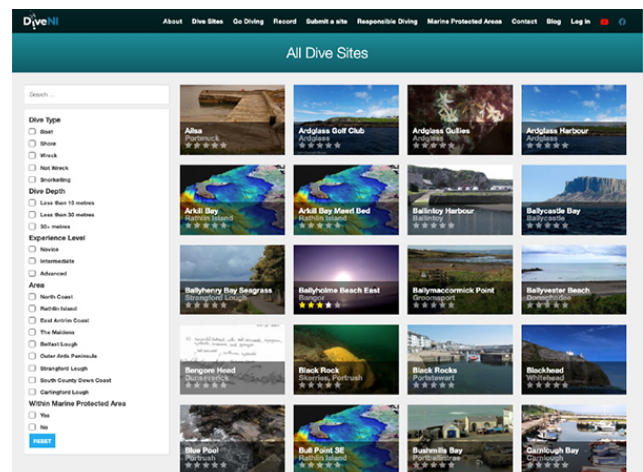 DiveNI
About Dive Sites Go Diving Record Submit a site Responsible Diving Marine Protected Areas Contact Blog Log in
All Dive Sites
Search ...
Dive Type
Boat
Shore
Wreck
Not Wreck
Snorkelling
Dive Depth
Less than 10 metres
Less than 30 metres
30+ metres
Experience Level
Novice
Intermediate
Advanced
Area
North Coast
Rathlin Island
East Antrim Coast
The Maidens
Belfast Lough
Outer Ards Peninsula
Strangford Lough
South County Down Coast
Carlingford Lough
Within Marine Protected Area
Yes
No
RESET
Ailsa
Portmuck
Ardglass Golf Club
Ardglass
Ardglass Gullies
Ardglass
Ardglass Harbour
Ardglass
Arkill Bay
Rathlin Island
Arkill Bay Maerl Bed
Rathlin Island
Ballintoy Harbour
Ballintoy
Ballycastle Bay
Ballycastle
Ballyhenry Bay Seagrass
Strangford Lough
Ballyholme Beach East
Bangor
Ballymaccormick Point
Groomsport
Ballyvester Beach
Donaghadee
Bengore Head
Dunseverick
Black Rock
Skerries, Portrush
Black Rocks
Portstewart
Blackhead
Whitehead
Blue Pool
Portrush
Bull Point SE
Rathlin Island
Bushmills Bay
Portballintrae
Carnlough Bay
Carnlough